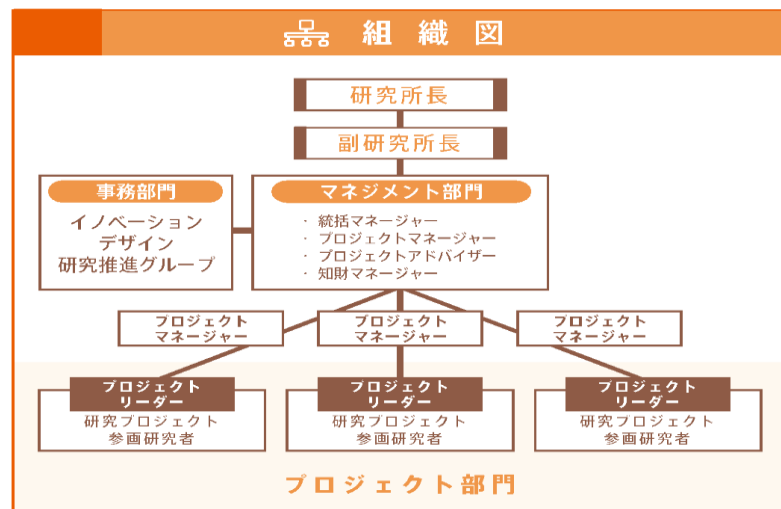 組織図
研究所長
副研究所長
事務部門
イノベーション
デザイン
研究推進グループ
マネジメント部門
・統括マネージャー
・プロジェクトマネージャー
・プロジェクトアドバイザー
・知財マネージャー
プロジェクト
マネージャー
プロジェクト
マネージャー
プロジェクト
マネージャー
プロジェクト
リーダー
研究プロジェクト
参画研究者
プロジェクト
リーダー
研究プロジェクト
参画研究者
プロジェクト
リーダー
研究プロジェクト
参画研究者
プロジェクト部門